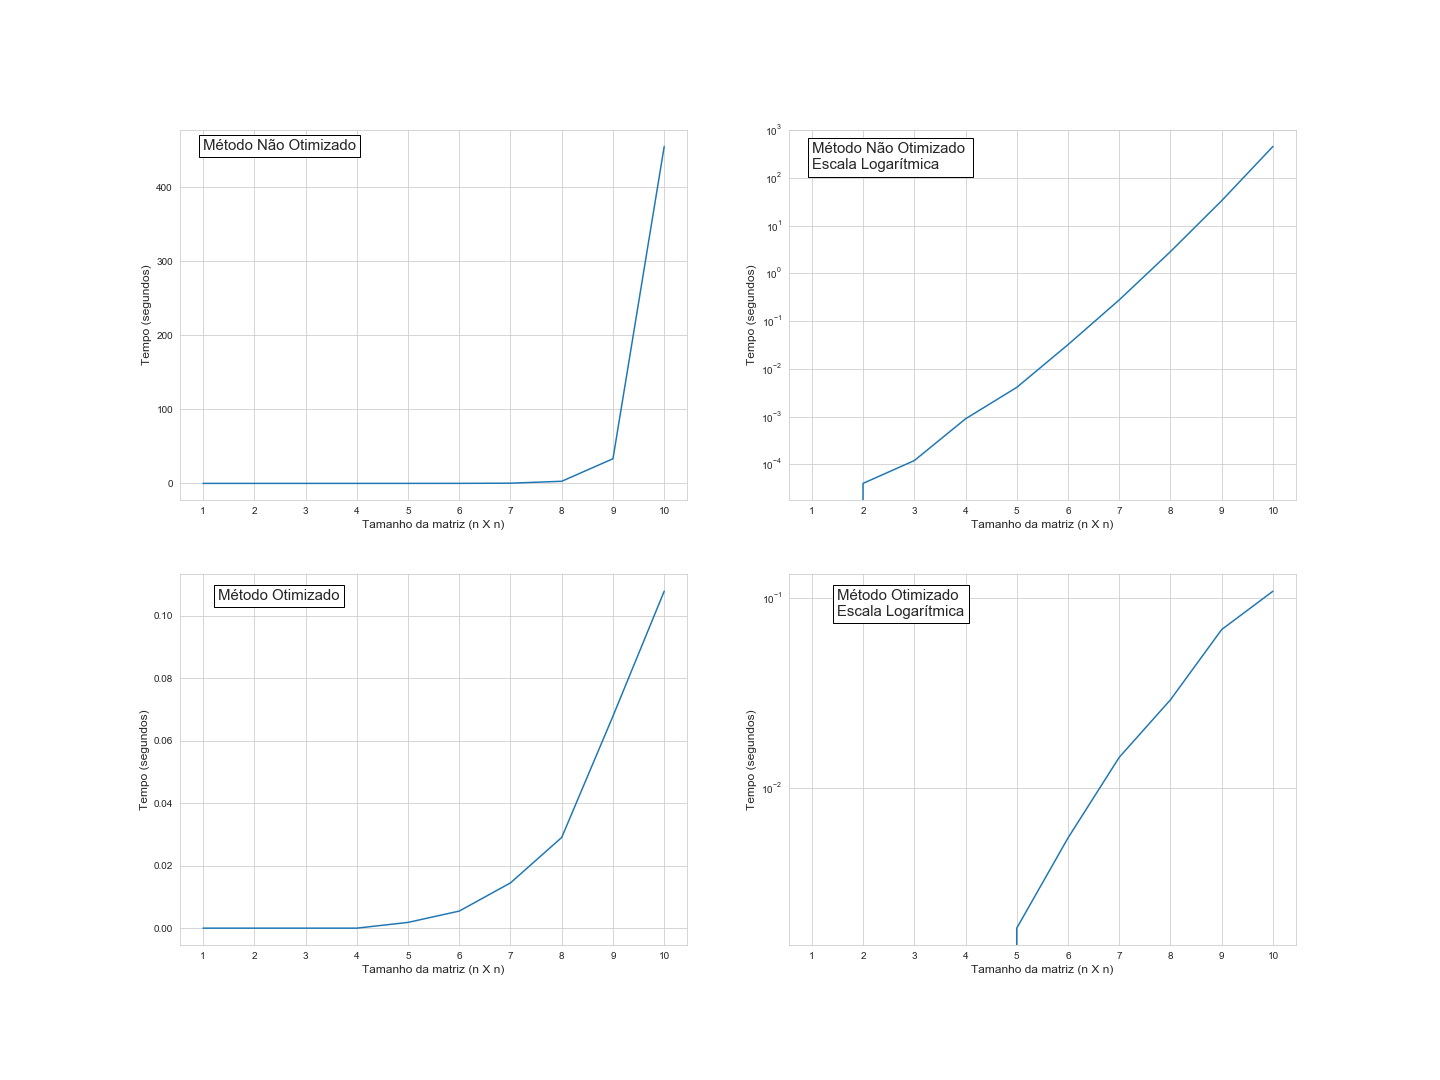 Método Não Otimizado
400
300
200
100
0
Tempo (segundos)
1 2 3 4 5 6 7 8 9 10
Tamanho da matriz (n X n)
Método Não Otimizado
Escala Logarítmica
10³
10²
10¹
10⁰
10⁻¹
10⁻²
10⁻³
10⁻⁴
Tempo (segundos)
1 2 3 4 5 6 7 8 9 10
Tamanho da matriz (n X n)
Método Otimizado
0.10
0.08
0.06
0.04
0.02
0.00
Tempo (segundos)
1 2 3 4 5 6 7 8 9 10
Tamanho da matriz (n X n)
Método Otimizado
Escala Logarítmica
10⁻¹
10⁻²
Tempo (segundos)
1 2 3 4 5 6 7 8 9 10
Tamanho da matriz (n X n)